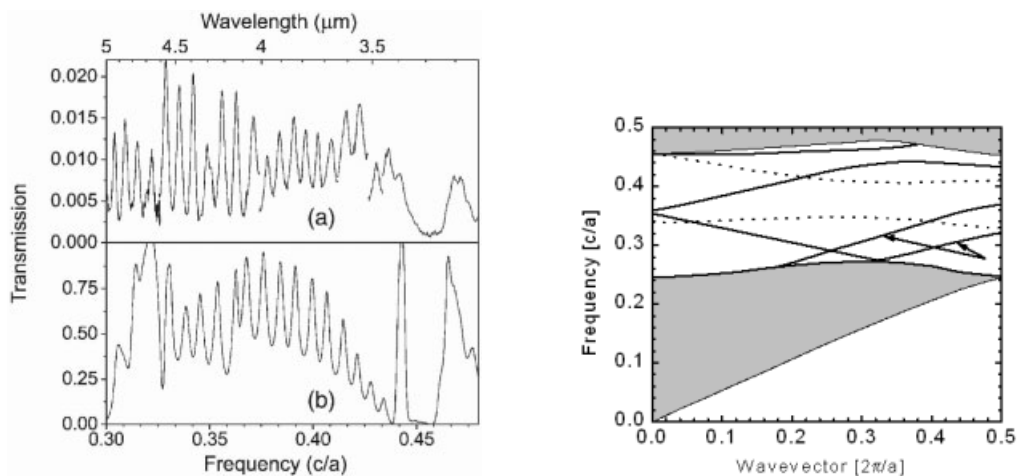 Wavelength (μm)
5 4.5 4 3.5
Transmission
0.020
0.015
0.010
0.005
0.000
(a)
0.75
0.50
0.25
0.00
(b)
0.30 0.35 0.40 0.45
Frequency (c/a)
Frequency [c/a]
0.5
0.4
0.3
0.2
0.1
0.0
0.0 0.1 0.2 0.3 0.4 0.5
Wavevector [2π/a]